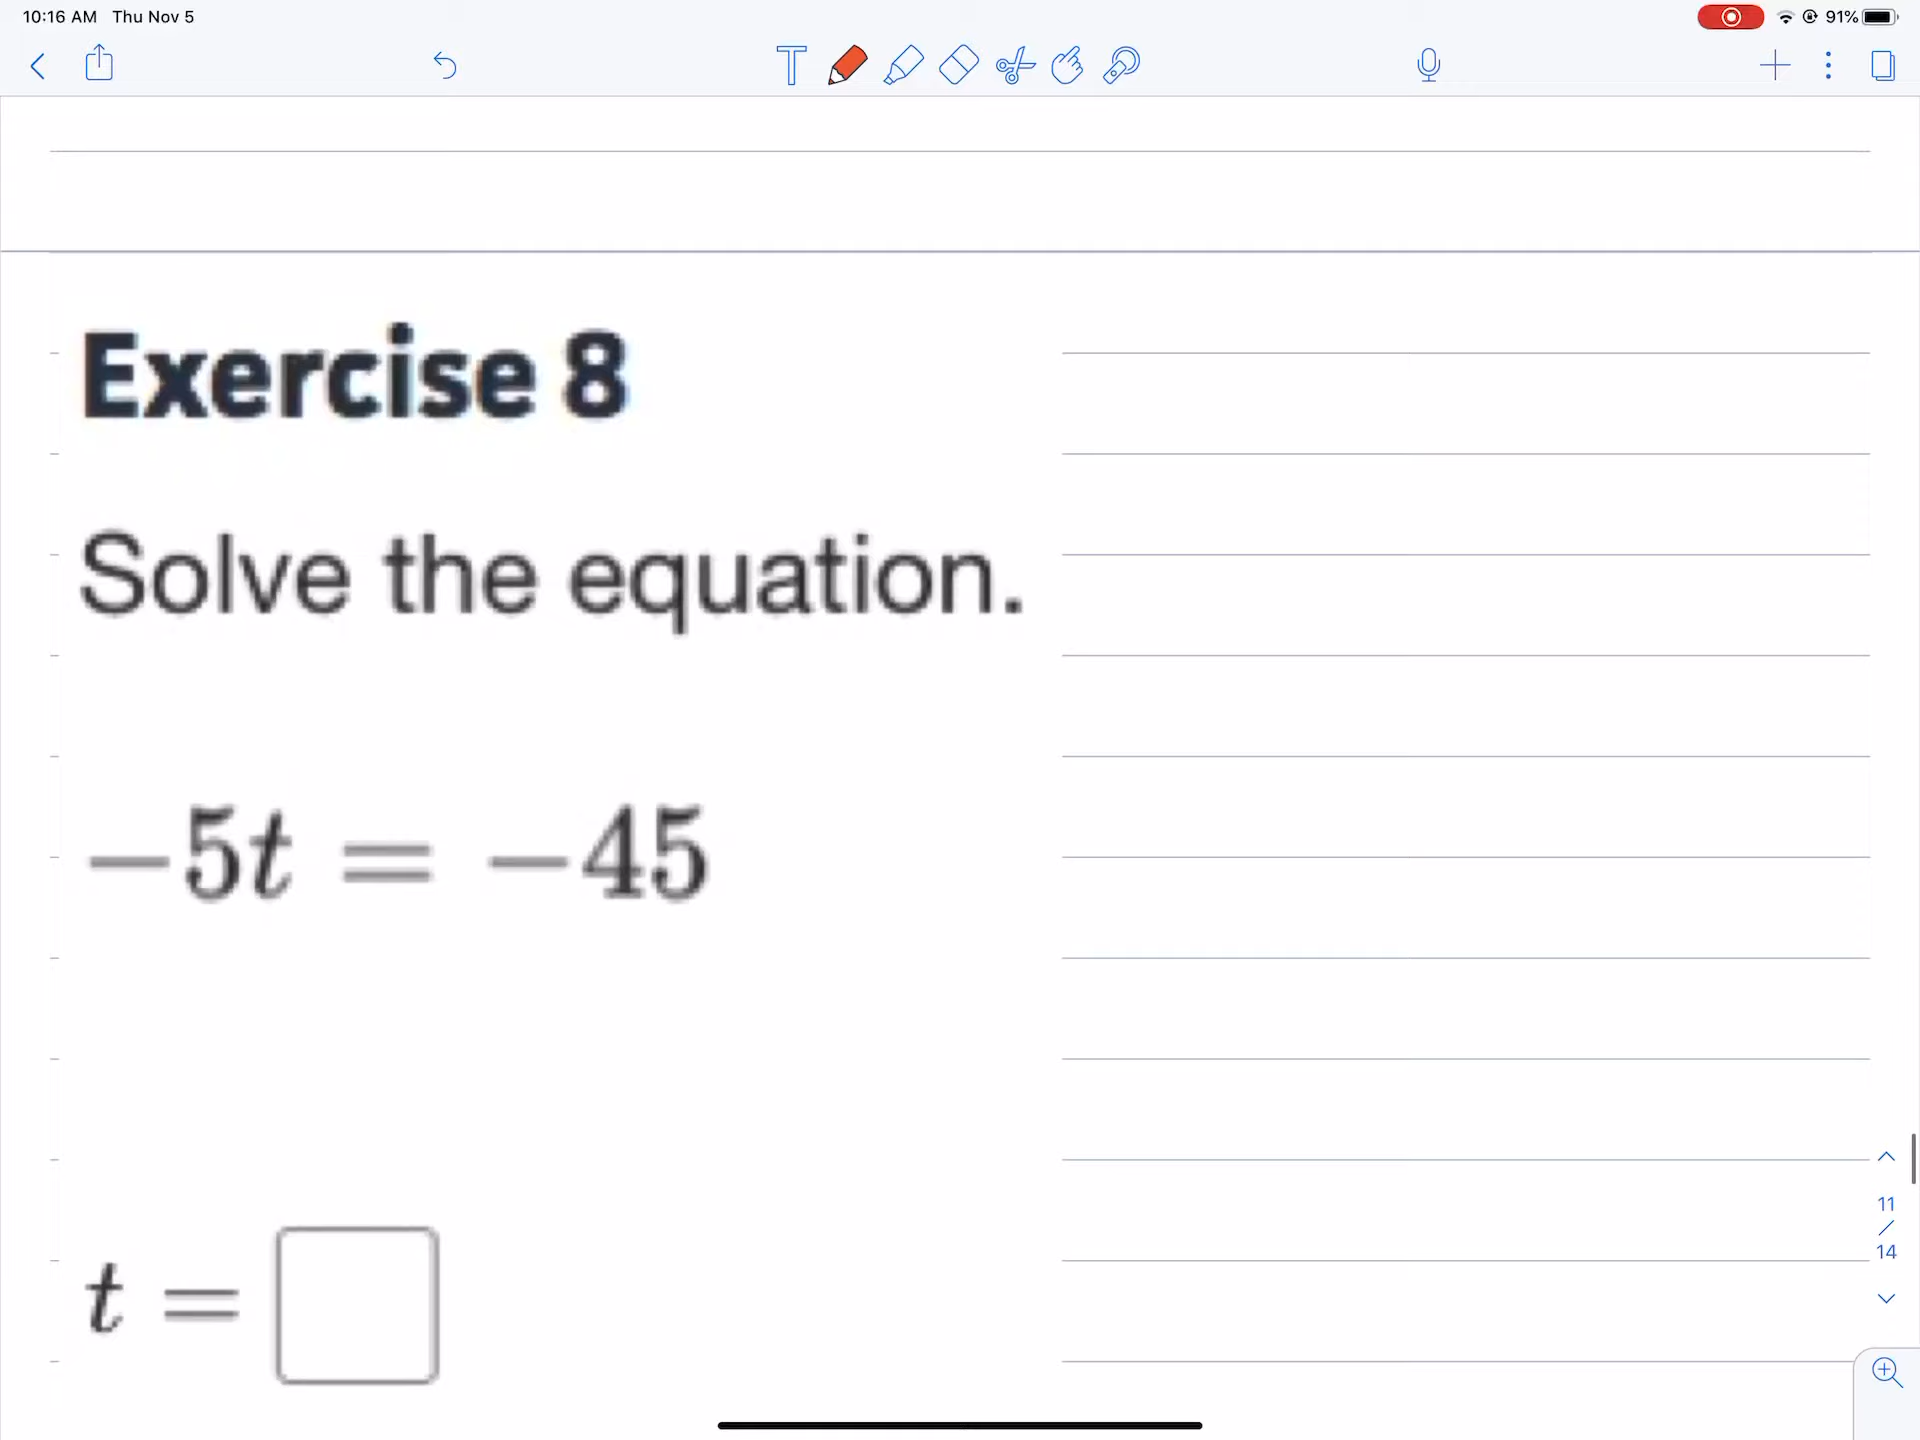 10:16 AM Thu Nov 5
91%
T
Exercise 8
Solve the equation.
−5t = −45
t =
11
/
14